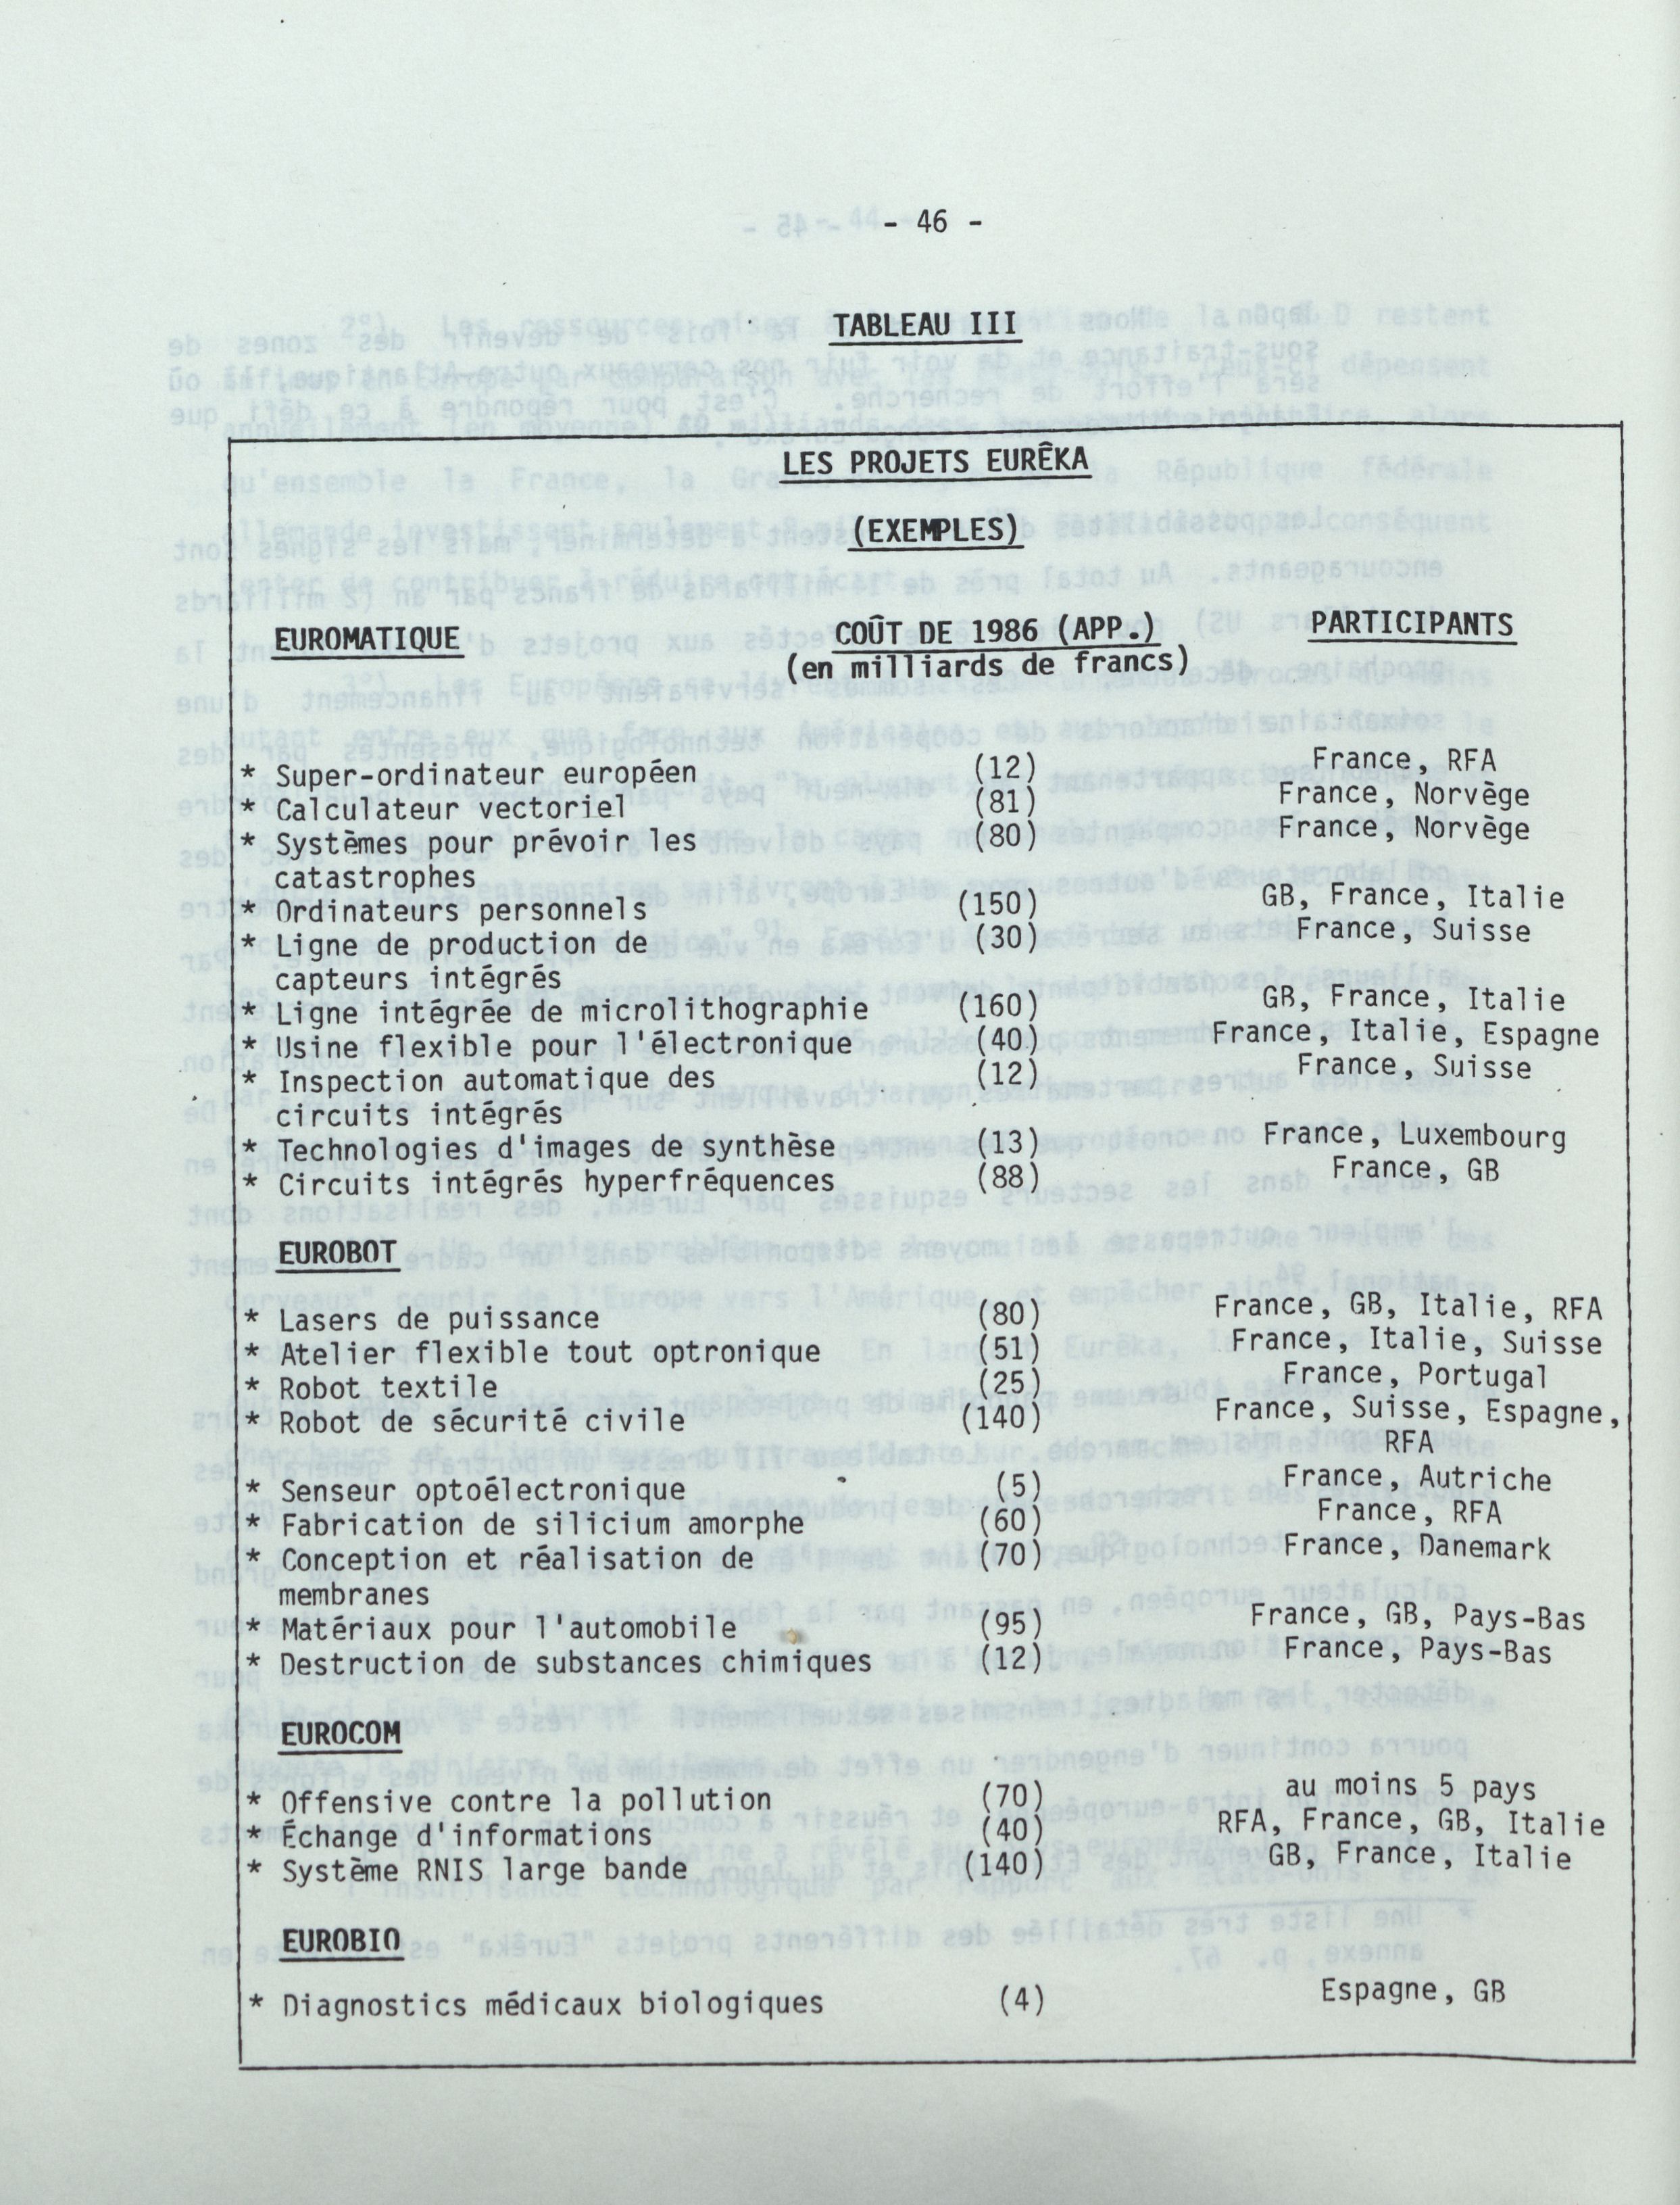 - 46 -
TABLEAU III
LES PROJETS EURÊKA
(EXEMPLES)
EUROMATIQUE COÛT DE 1986 (APP.) PARTICIPANTS
(en milliards de francs)
* Super-ordinateur européen (12) France, RFA
* Calculateur vectoriel (81) France, Norvège
* Systèmes pour prévoir les (80) France, Norvège
catastrophes
* Ordinateurs personnels (150) GB, France, Italie
* Ligne de production de (30) France, Suisse
capteurs intégrés
* Ligne intégrée de microlithographie (160) GB, France, Italie
* Usine flexible pour l'électronique (40) France, Italie, Espagne
* Inspection automatique des (12) France, Suisse
circuits intégrés
* Technologies d'images de synthèse (13) France, Luxembourg
* Circuits intégrés hyperfréquences (88) France, GB
EUROBOT
* Lasers de puissance (80) France, GB, Italie, RFA
* Atelier flexible tout optronique (51) France, Italie, Suisse
* Robot textile (25) France, Portugal
* Robot de sécurité civile (140) France, Suisse, Espagne,
RFA
* Senseur optoélectronique (5) France, Autriche
* Fabrication de silicium amorphe (60) France, RFA
* Conception et réalisation de (70) France, Danemark
membranes
* Matériaux pour l'automobile (95) France, GB, Pays-Bas
* Destruction de substances chimiques (12) France, Pays-Bas
EUROCOM
* Offensive contre la pollution (70) au moins 5 pays
* Échange d'informations (40) RFA, France, GB, Italie
* Système RNIS large bande (140) GB, France, Italie
EUROBIO
* Diagnostics médicaux biologiques (4) Espagne, GB